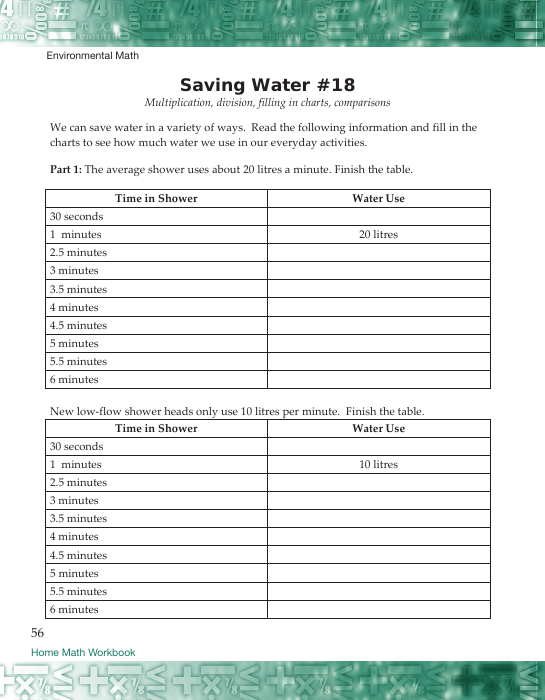 Environmental Math
Saving Water #18
Multiplication, division, filling in charts, comparisons
We can save water in a variety of ways. Read the following information and fill in the
charts to see how much water we use in our everyday activities.
Part 1: The average shower uses about 20 litres a minute. Finish the table.
Time in Shower Water Use
30 seconds
1 minutes 20 litres
2.5 minutes
3 minutes
3.5 minutes
4 minutes
4.5 minutes
5 minutes
5.5 minutes
6 minutes
New low-flow shower heads only use 10 litres per minute. Finish the table.
Time in Shower Water Use
30 seconds
1 minutes 10 litres
2.5 minutes
3 minutes
3.5 minutes
4 minutes
4.5 minutes
5 minutes
5.5 minutes
6 minutes
56
Home Math Workbook